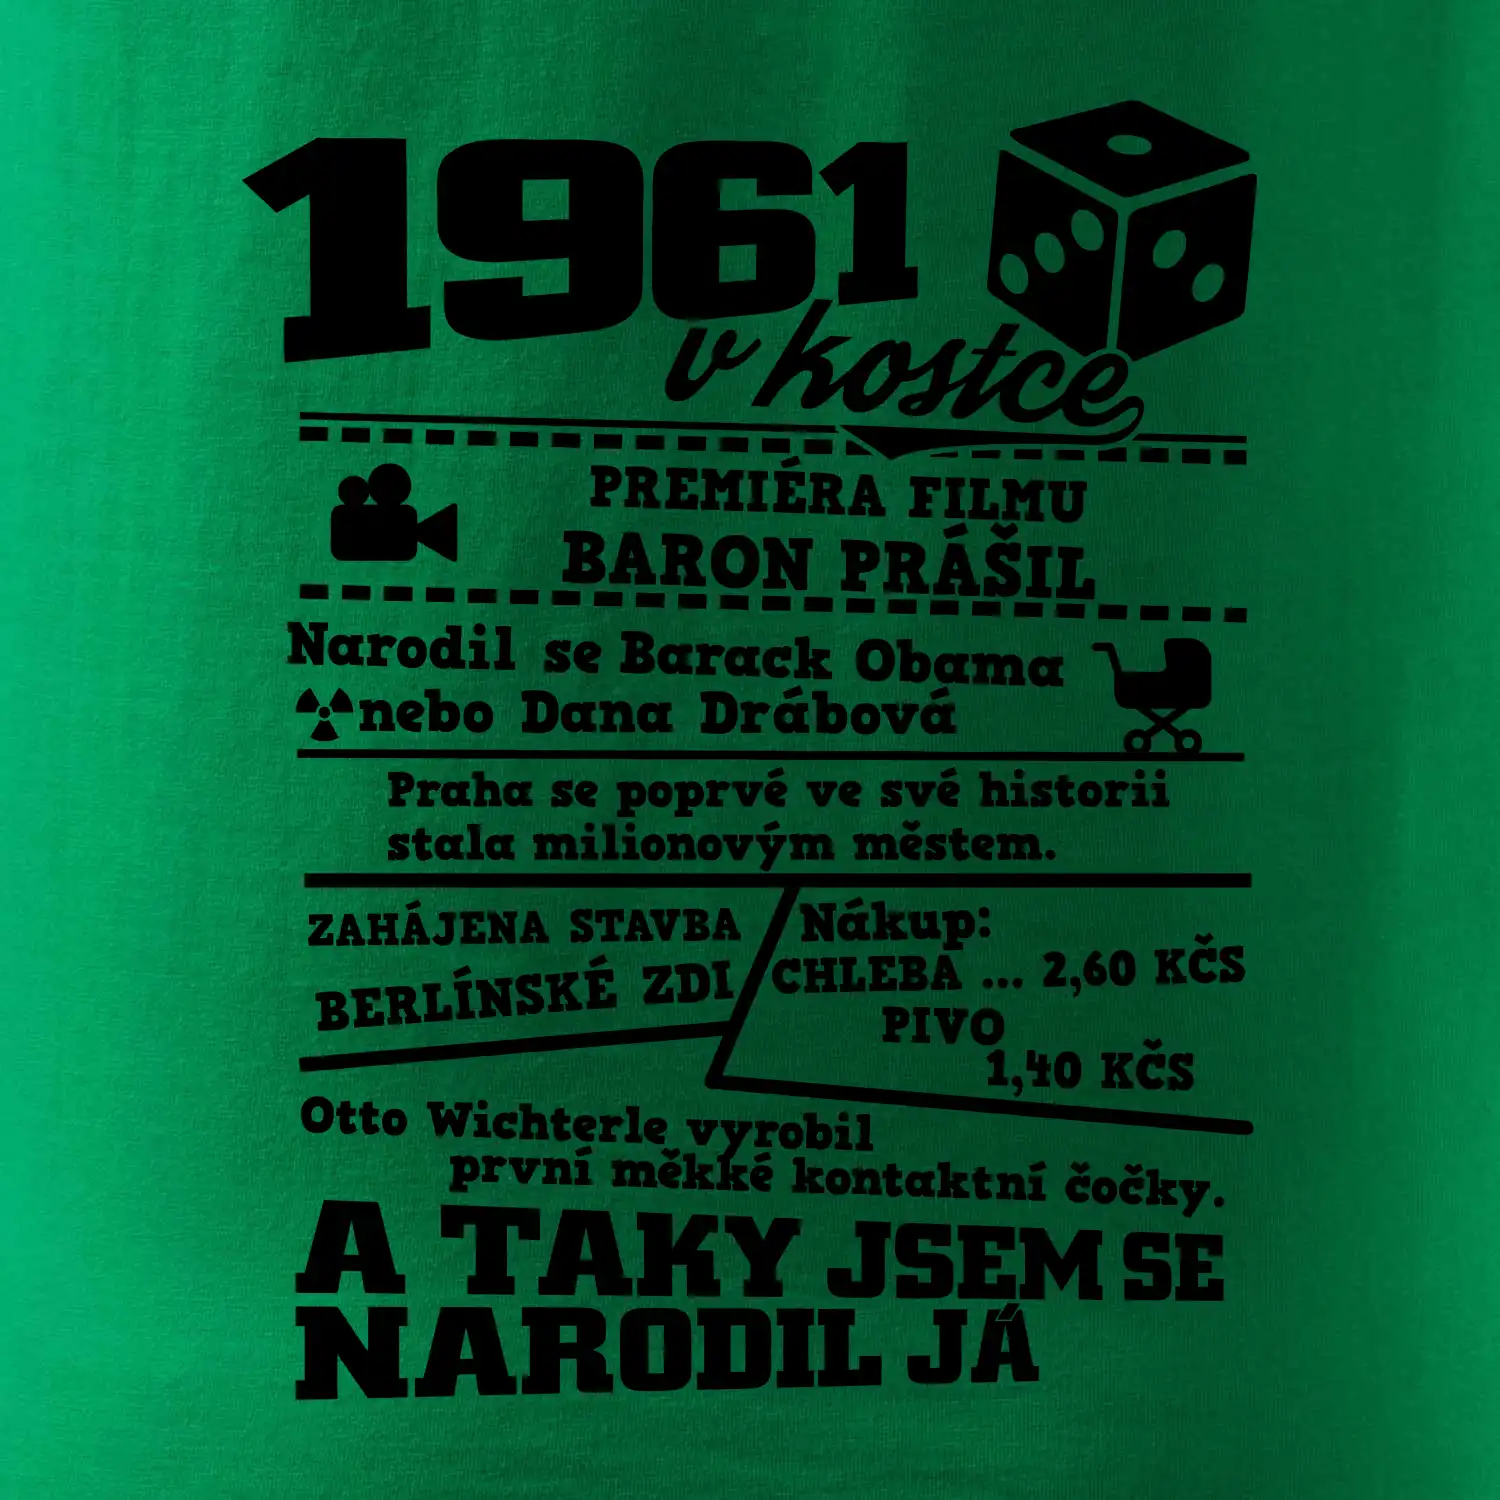 1961
v kostce
PREMIÉRA FILMU
BARON PRÁŠIL
Narodil se Barack Obama
nebo Dana Drábová
Praha se poprvé ve své historii
stala milionovým městem.
ZAHÁJENA STAVBA
BERLÍNSKÉ ZDI
Nákup:
CHLEBA ... 2,60 KČS
PIVO
1,40 KČS
Otto Wichterle vyrobil
první měkké kontaktní čočky.
A TAKY JSEM SE
NARODIL JÁ